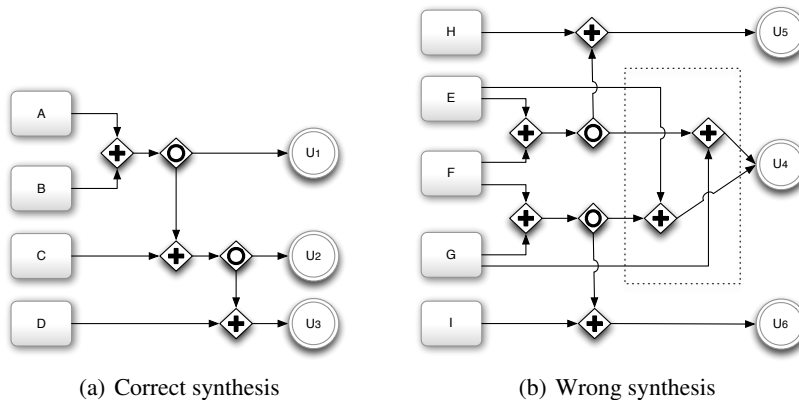 A
B
C
D
U1
U2
U3
(a) Correct synthesis
H
E
F
G
I
U5
U4
U6
(b) Wrong synthesis